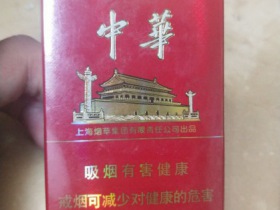 中華
上海烟草集团有限责任公司出品
吸烟有害健康
戒烟可减少对健康的危害